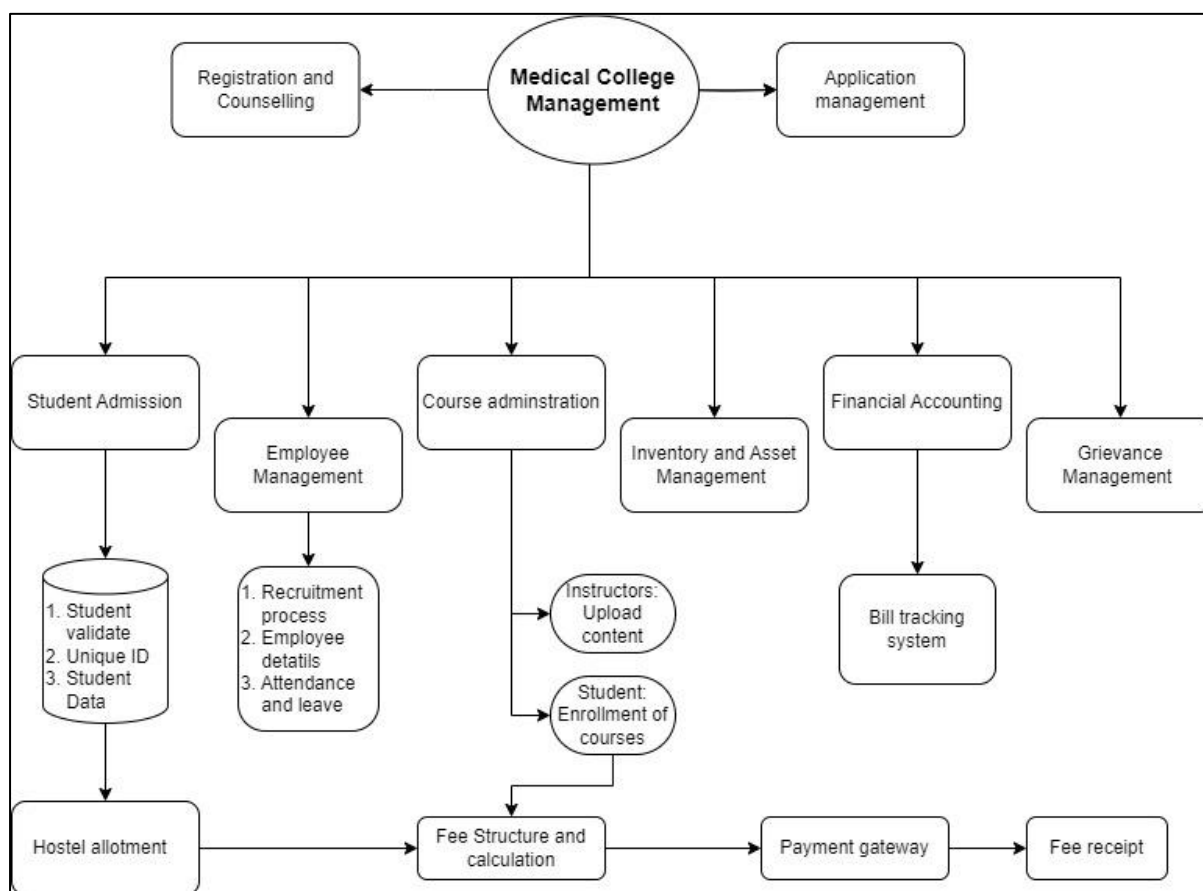 Registration and
Counselling
Medical College
Management
Application
management
Student Admission
Employee
Management
Course adminstration
Inventory and Asset
Management
Financial Accounting
Grievance
Management
1. Student
validate
2. Unique ID
3. Student
Data
1. Recruitment
process
2. Employee
detatils
3. Attendance
and leave
Instructors:
Upload
content
Student:
Enrollment of
courses
Bill tracking
system
Hostel allotment
Fee Structure and
calculation
Payment gateway
Fee receipt